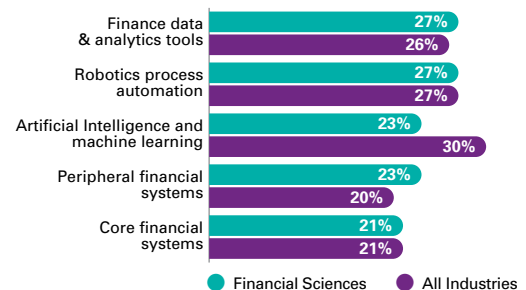 Finance data
& analytics tools
27%
26%
Robotics process
automation
27%
27%
Artificial Intelligence and
machine learning
23%
30%
Peripheral financial
systems
23%
20%
Core financial
systems
21%
21%
Financial Sciences
All Industries